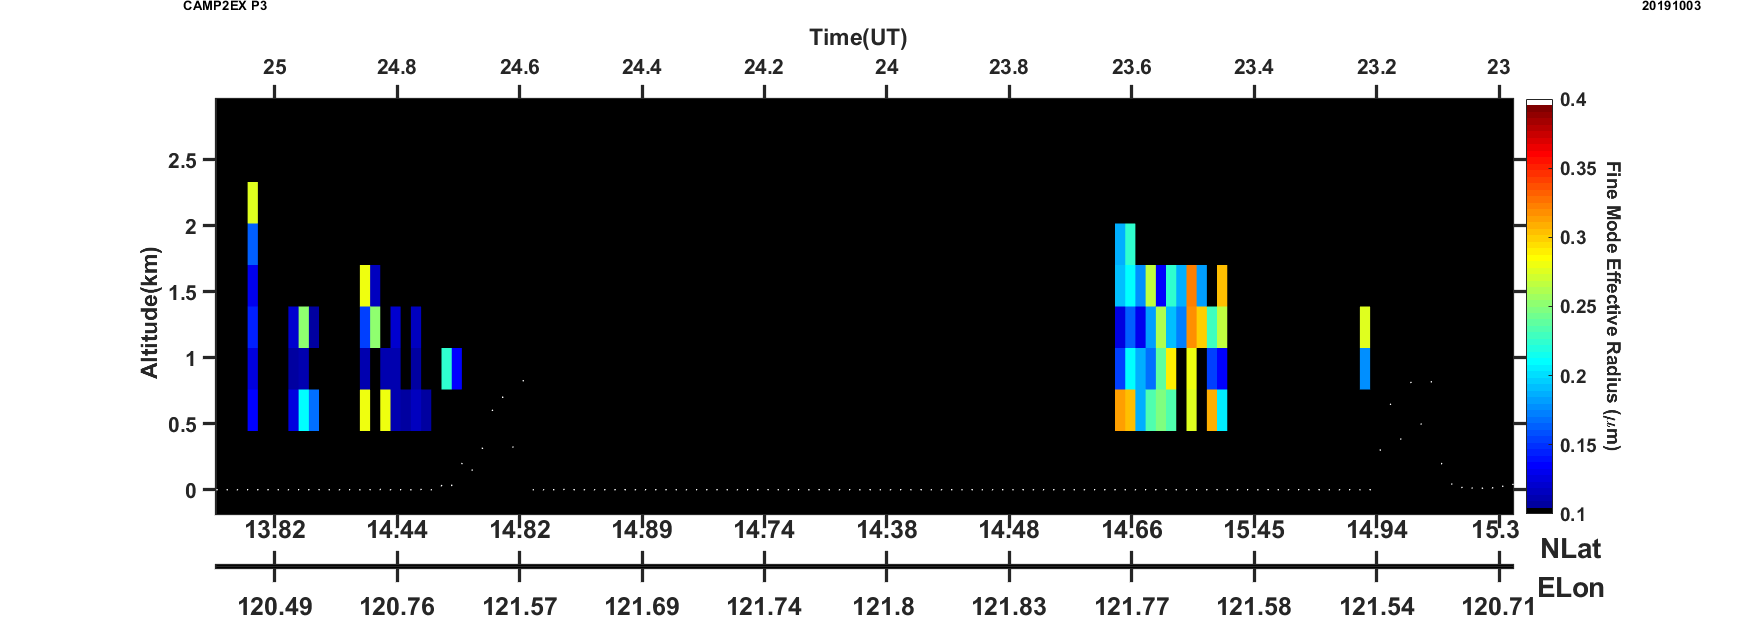 CAMP2EX P3
20191003
Time(UT)
25 24.8 24.6 24.4 24.2 24 23.8 23.6 23.4 23.2 23
Altitude(km)
2.5
2
1.5
1
0.5
0
0.4
0.35
0.3
0.25
0.2
0.15
0.1
Fine Mode Effective Radius (μm)
13.82 14.44 14.82 14.89 14.74 14.38 14.48 14.66 15.45 14.94 15.3
NLat
120.49 120.76 121.57 121.69 121.74 121.8 121.83 121.77 121.58 121.54 120.71
ELon